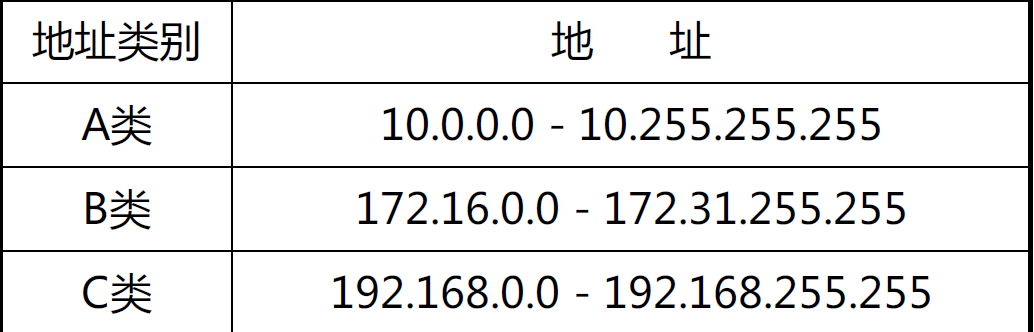 地址类别 地 址
A类 10.0.0.0 - 10.255.255.255
B类 172.16.0.0 - 172.31.255.255
C类 192.168.0.0 - 192.168.255.255